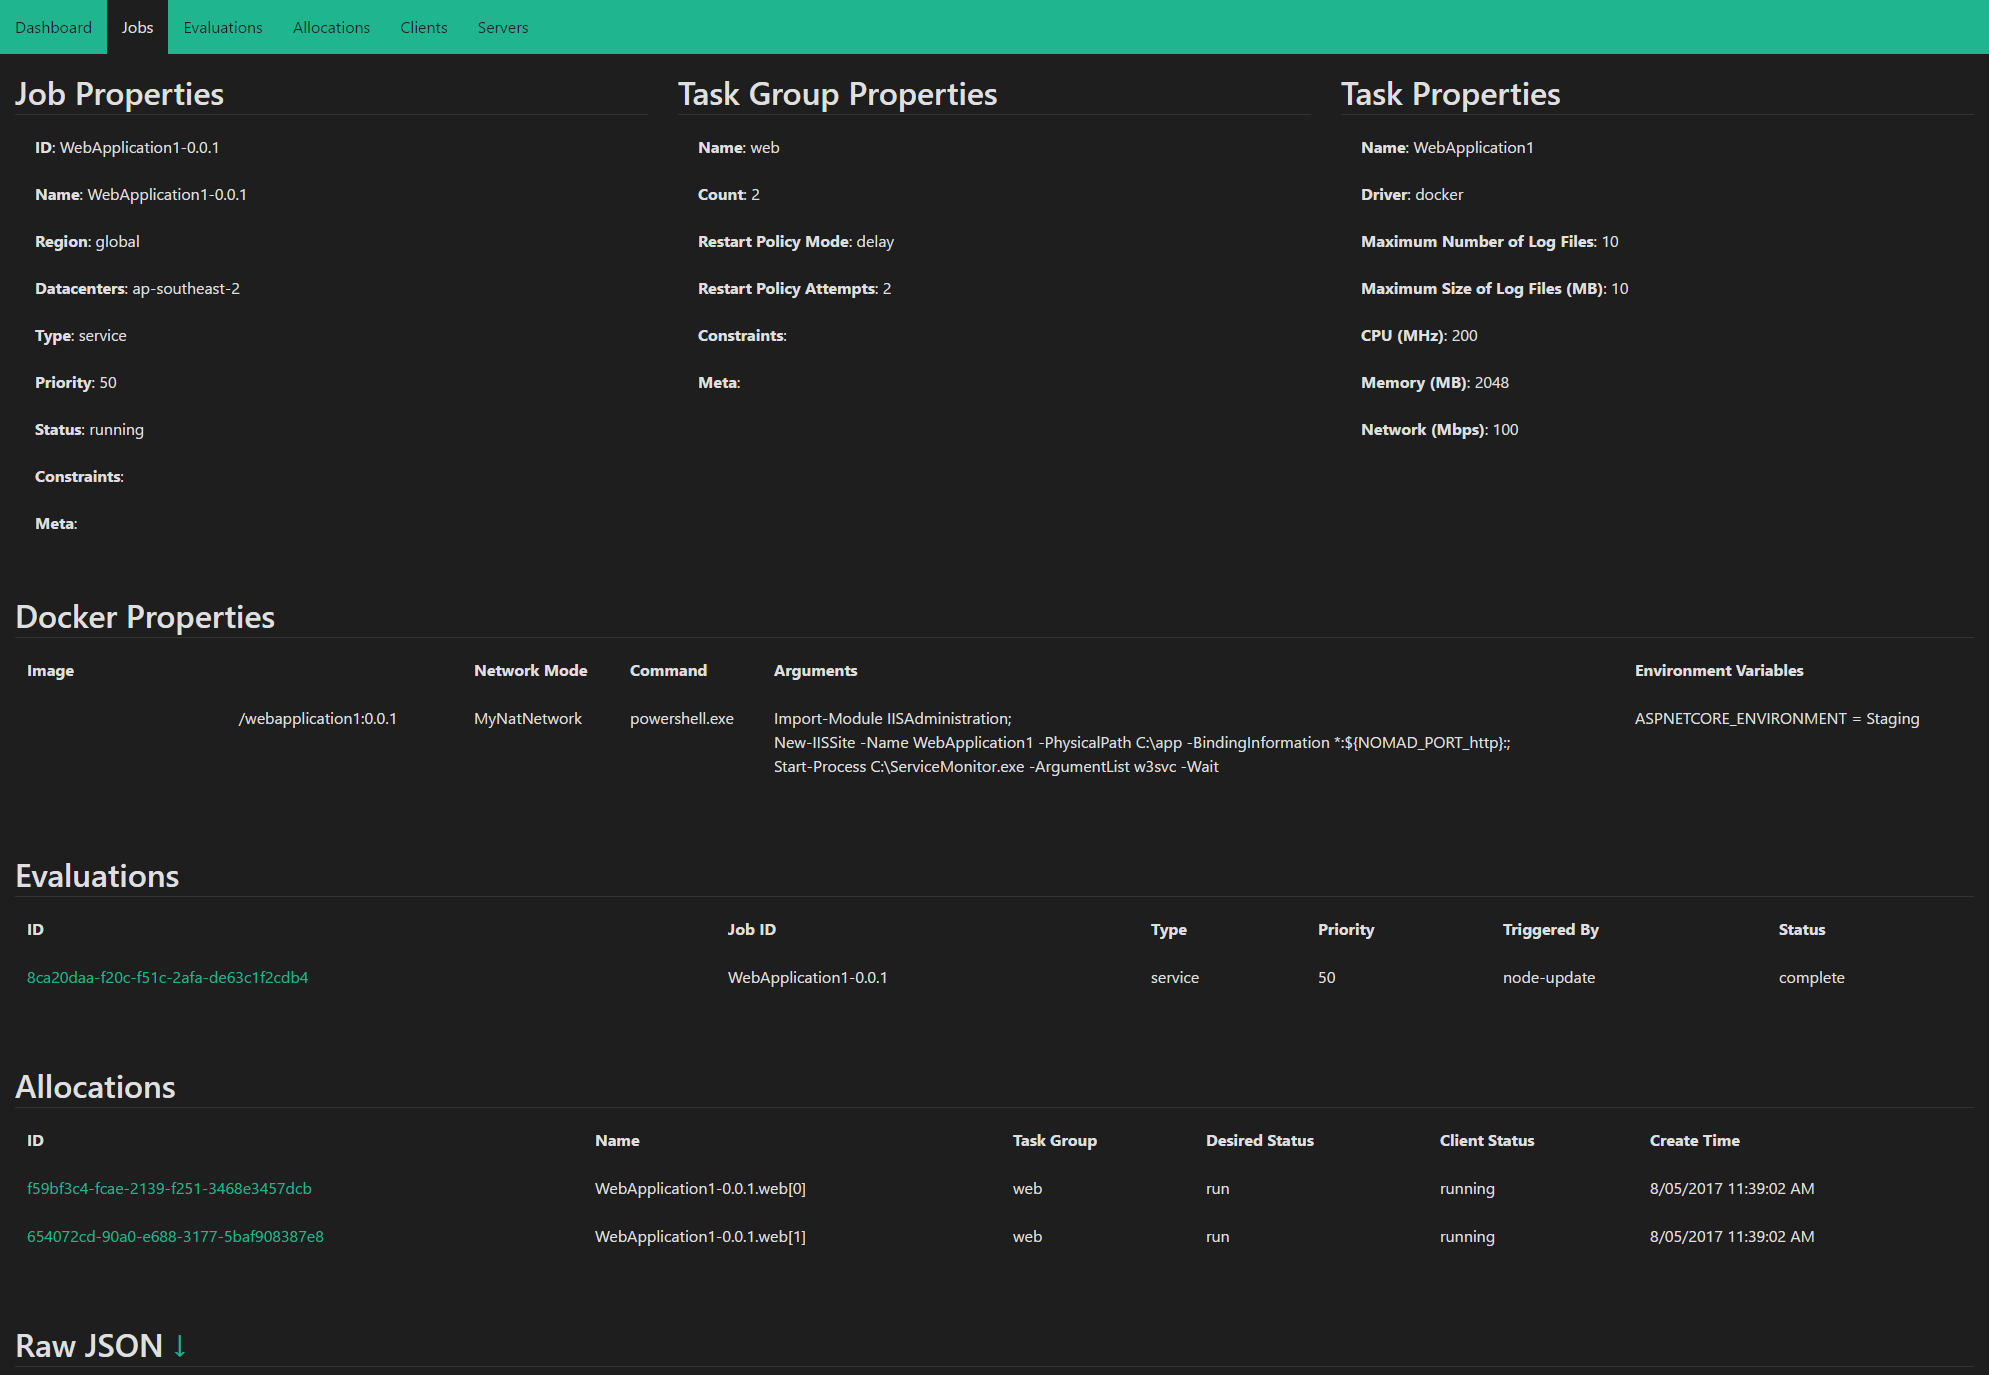 Dashboard Jobs Evaluations Allocations Clients Servers
Job Properties
ID: WebApplication1-0.0.1
Name: WebApplication1-0.0.1
Region: global
Datacenters: ap-southeast-2
Type: service
Priority: 50
Status: running
Constraints:
Meta:
Task Group Properties
Name: web
Count: 2
Restart Policy Mode: delay
Restart Policy Attempts: 2
Constraints:
Meta:
Task Properties
Name: WebApplication1
Driver: docker
Maximum Number of Log Files: 10
Maximum Size of Log Files (MB): 10
CPU (MHz): 200
Memory (MB): 2048
Network (Mbps): 100
Docker Properties
Image Network Mode Command Arguments Environment Variables
/webapplication1:0.0.1 MyNatNetwork powershell.exe Import-Module IISAdministration; ASPNETCORE_ENVIRONMENT = Staging
New-IISSite -Name WebApplication1 -PhysicalPath C:\app -BindingInformation *:${NOMAD_PORT_http}:;
Start-Process C:\ServiceMonitor.exe -ArgumentList w3svc -Wait
Evaluations
ID Job ID Type Priority Triggered By Status
8ca20daa-f20c-f51c-2afa-de63c1f2cdb4 WebApplication1-0.0.1 service 50 node-update complete
Allocations
ID Name Task Group Desired Status Client Status Create Time
f59bf3c4-fcae-2139-f251-3468e3457dcb WebApplication1-0.0.1.web[0] web run running 8/05/2017 11:39:02 AM
654072cd-90a0-e688-3177-5baf908387e8 WebApplication1-0.0.1.web[1] web run running 8/05/2017 11:39:02 AM
Raw JSON ↓